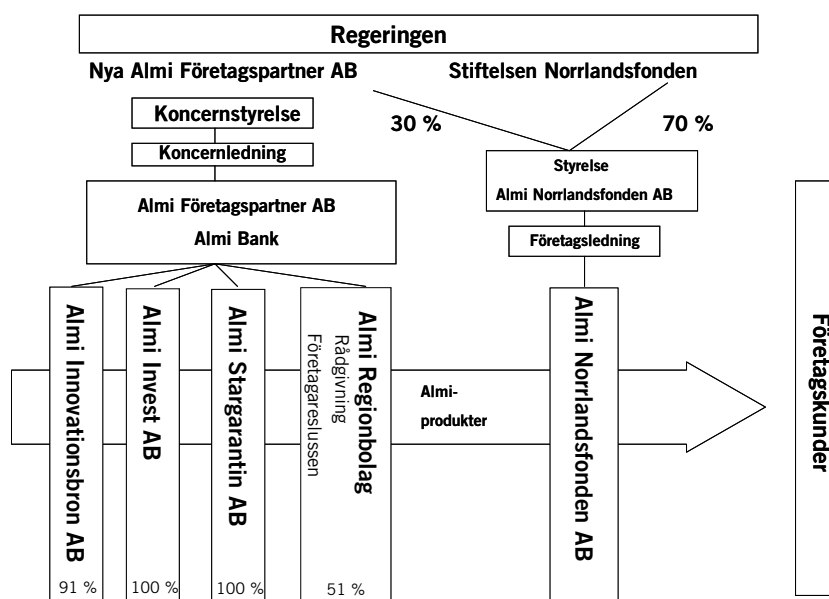 Regeringen
Nya Almi Företagspartner AB
Stiftelsen Norrlandsfonden
Koncernstyrelse
30 %
70 %
Koncernledning
Styrelse
Almi Norrlandsfonden AB
Almi Företagspartner AB
Almi Bank
Företagsledning
Almi Innovationsbron AB
Almi Invest AB
Almi Stargarantin AB
Almi Regionbolag
Rådgivning
Företagareslussen
Almi-
produkter
Almi Norrlandsfonden AB
Företagskunder
91 %
100 %
100 %
51 %